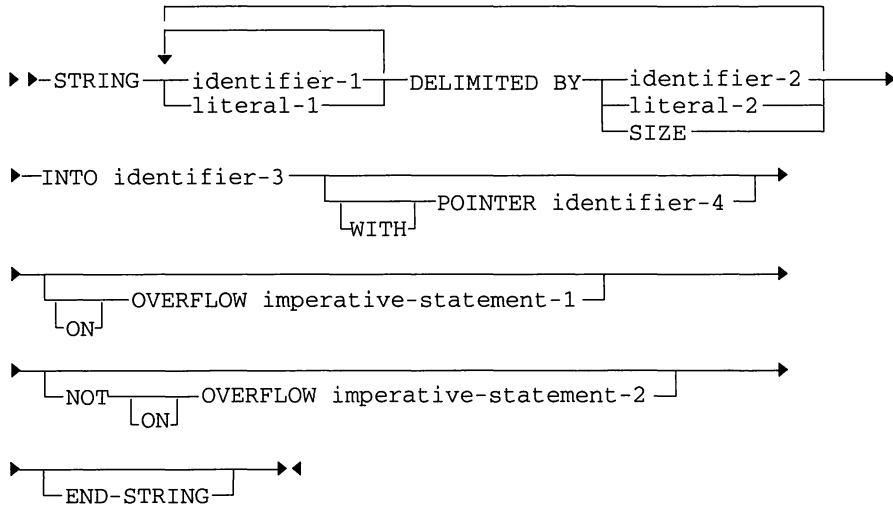 STRING identifier-1 DELIMITED BY identifier-2
literal-1 literal-2
SIZE
INTO identifier-3
POINTER identifier-4
WITH
OVERFLOW imperative-statement-1
ON
NOT OVERFLOW imperative-statement-2
ON
END-STRING